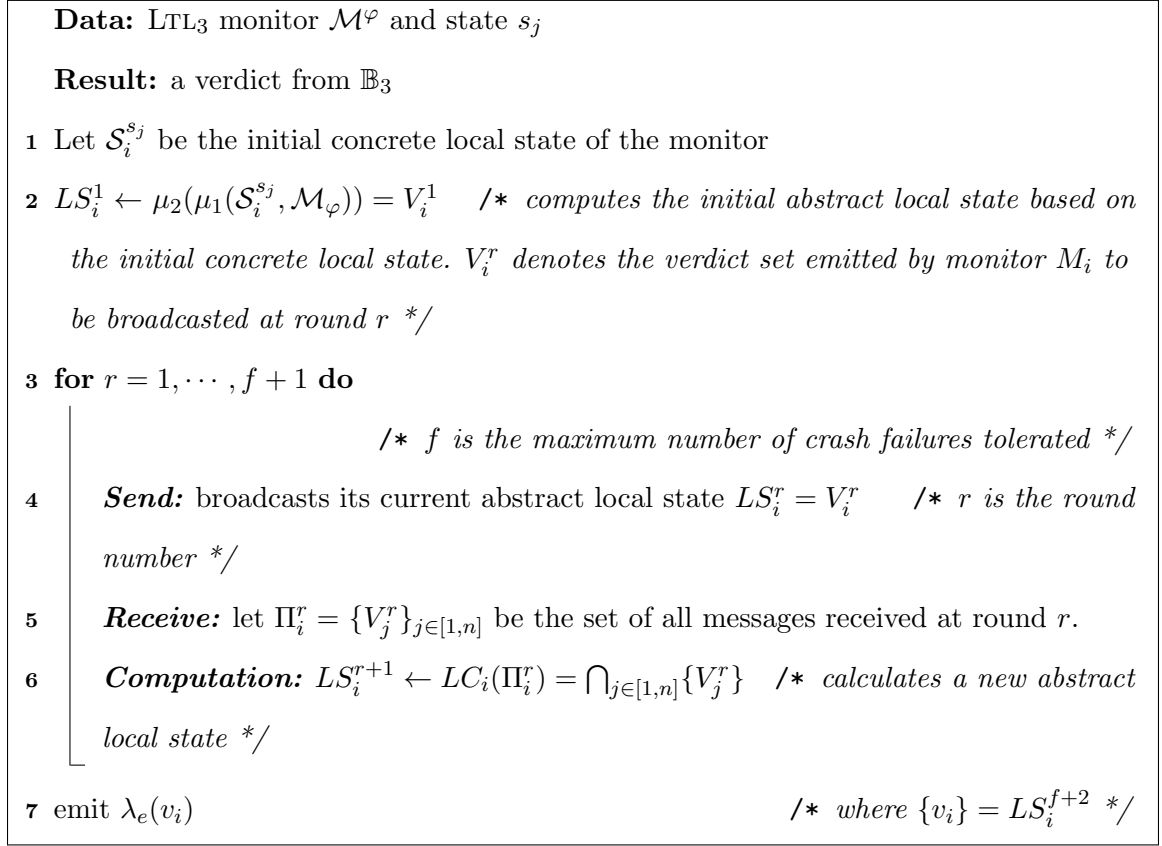 Data: LTL₃ monitor ℳ^φ and state s_j
Result: a verdict from 𝔹₃
1 Let 𝒮_i^{s_j} be the initial concrete local state of the monitor
2 LS_i^1 ← μ₂(μ₁(𝒮_i^{s_j}, ℳ_φ)) = V_i^1 /* computes the initial abstract local state based on
the initial concrete local state. V_i^r denotes the verdict set emitted by monitor M_i to
be broadcasted at round r */
3 for r = 1, ⋯ , f + 1 do
/* f is the maximum number of crash failures tolerated */
4 Send: broadcasts its current abstract local state LS_i^r = V_i^r /* r is the round
number */
5 Receive: let Π_i^r = {V_j^r}_{j∈[1,n]} be the set of all messages received at round r.
6 Computation: LS_i^{r+1} ← LC_i(Π_i^r) = ⋂_{j∈[1,n]}{V_j^r} /* calculates a new abstract
local state */
7 emit λ_e(v_i) /* where {v_i} = LS_i^{f+2} */